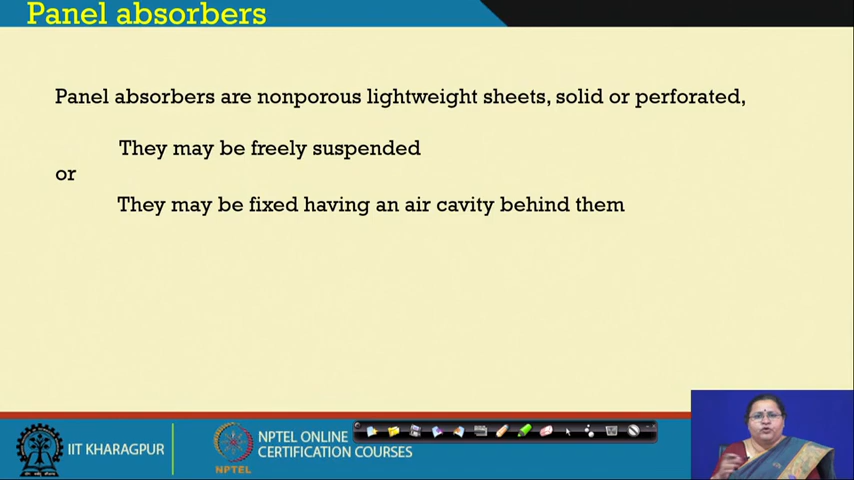 Panel absorbers
Panel absorbers are nonporous lightweight sheets, solid or perforated,
They may be freely suspended
or
They may be fixed having an air cavity behind them
IIT KHARAGPUR
NPTEL
NPTEL ONLINE
CERTIFICATION COURSES